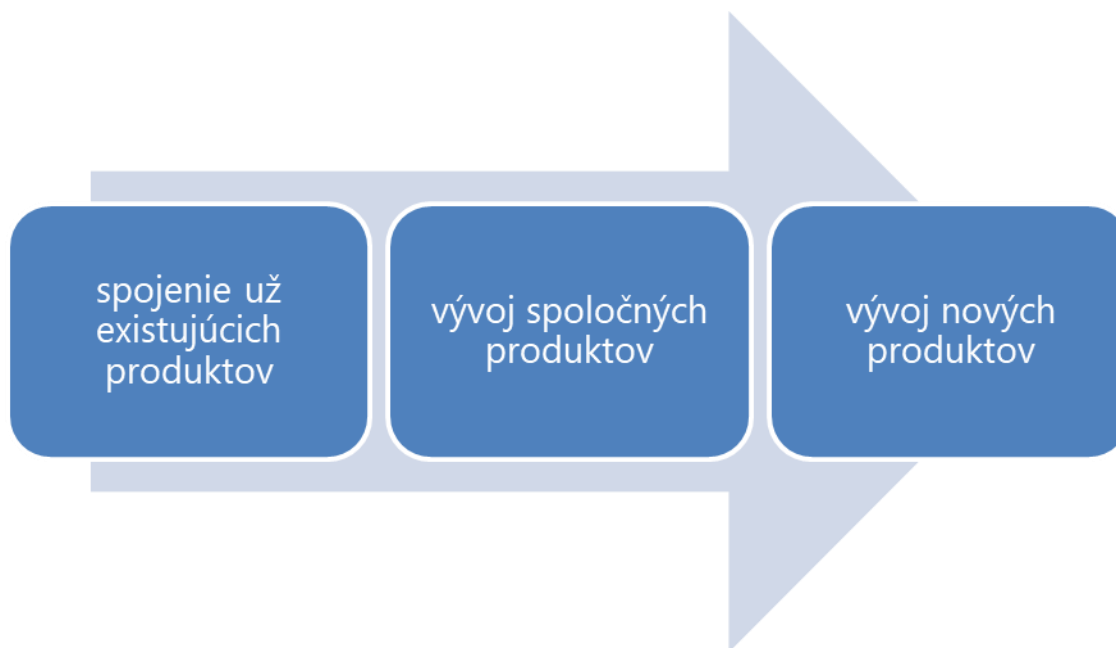 spojenie už
existujúcich
produktov
vývoj spoločných
produktov
vývoj nových
produktov